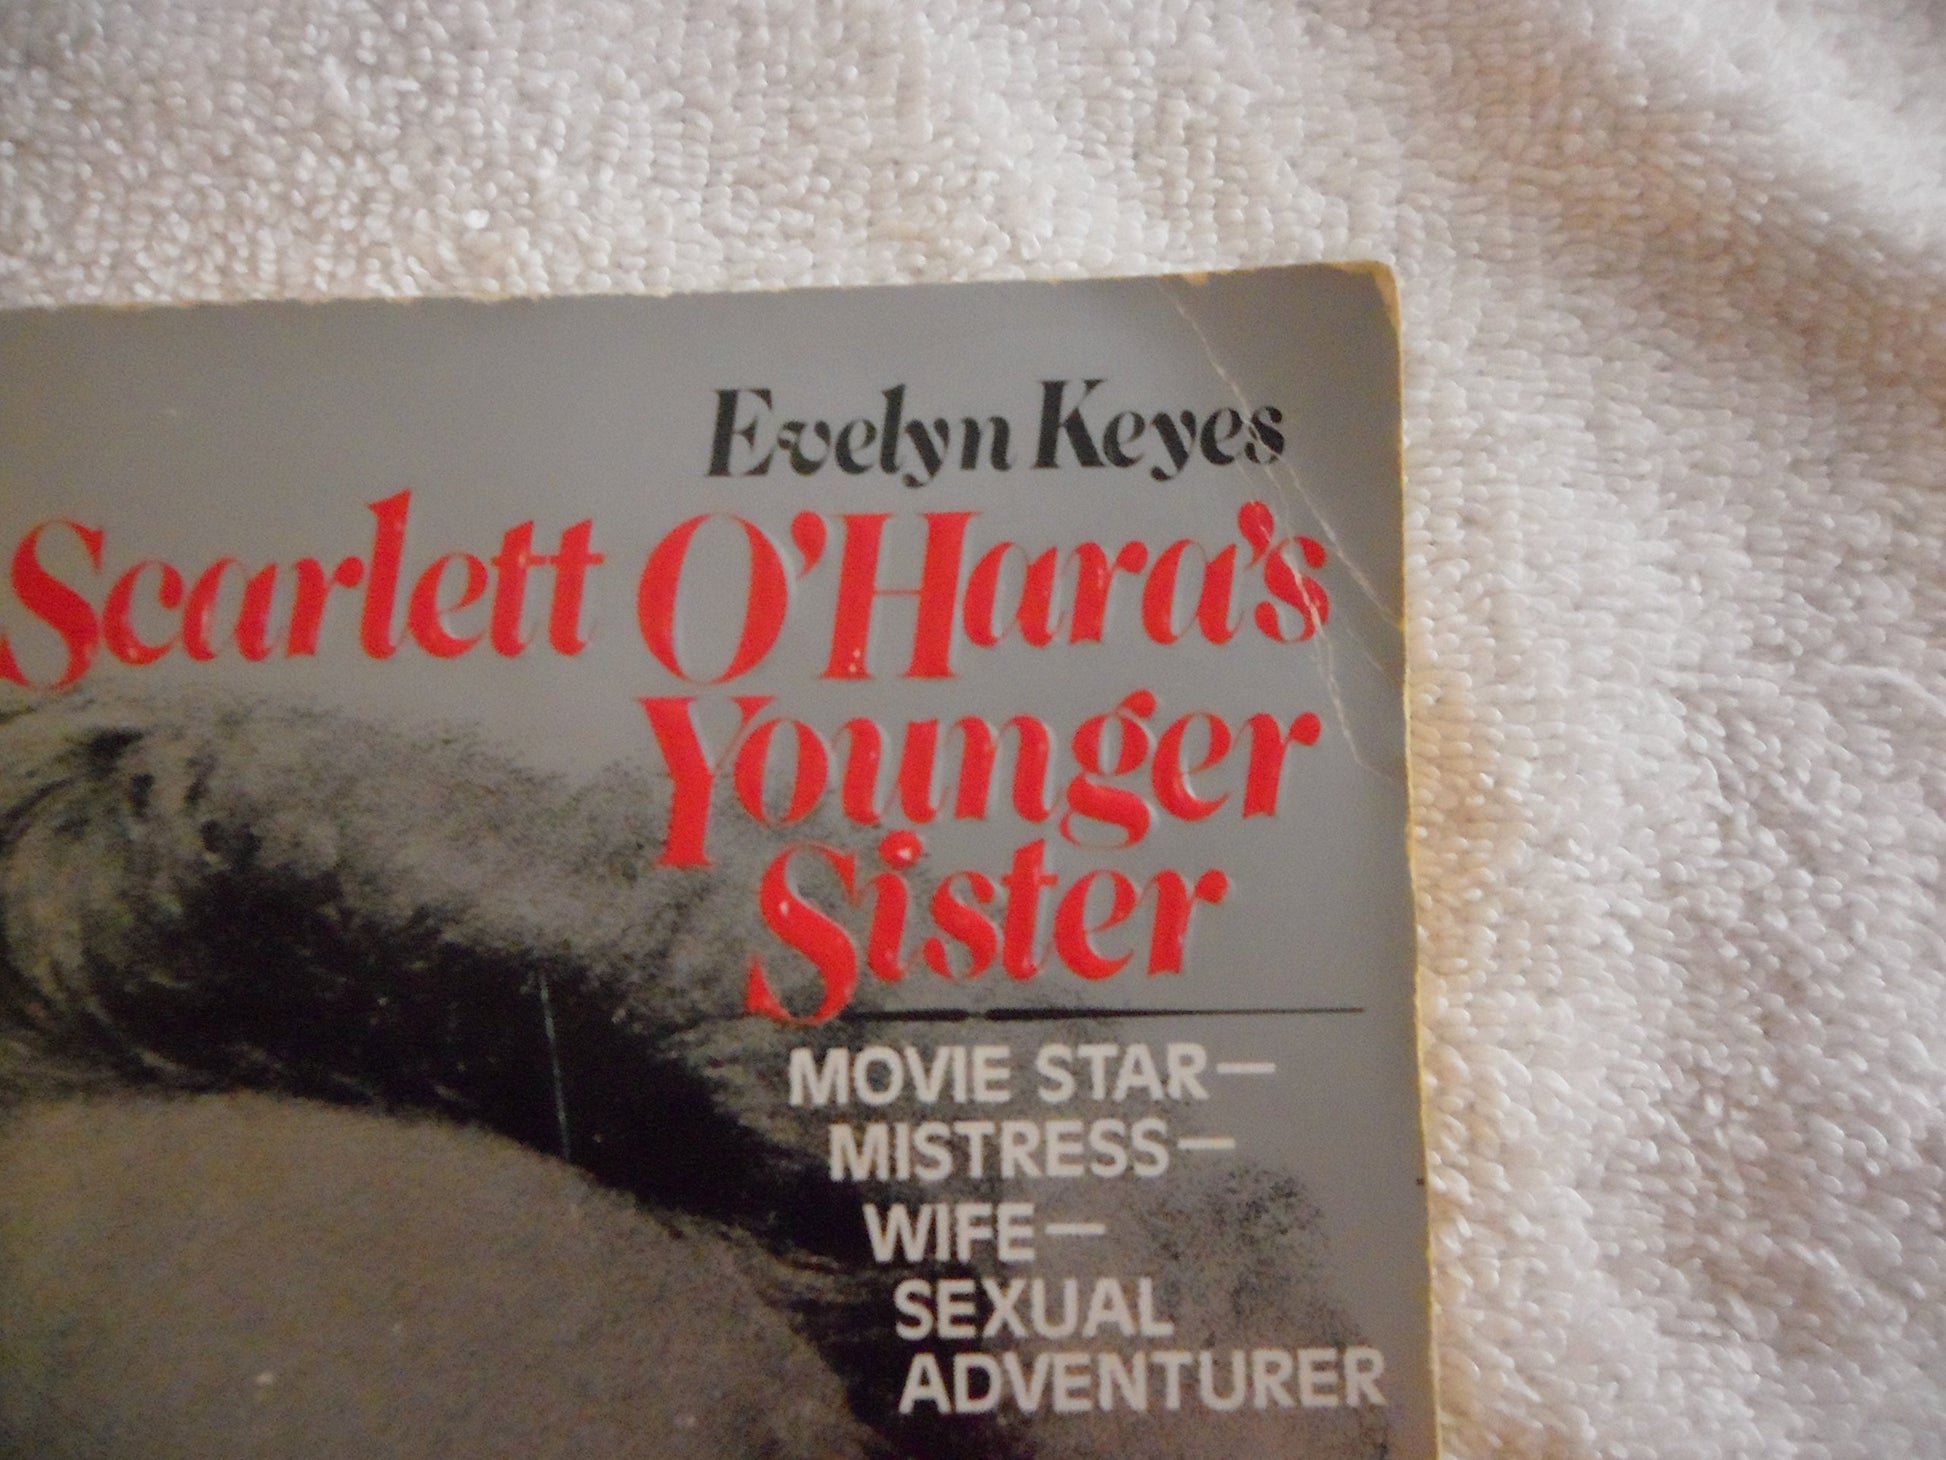 Evelyn Keyes
Scarlett O'Hara's
Younger
Sister
MOVIE STAR—
MISTRESS—
WIFE—
SEXUAL
ADVENTURER